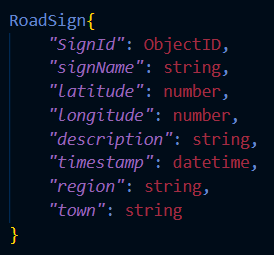 RoadSign{
"SignId": ObjectID,
"signName": string,
"latitude": number,
"longitude": number,
"description": string,
"timestamp": datetime,
"region": string,
"town": string
}